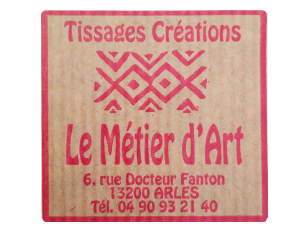 Tissages Créations
Le Métier d'Art
6, rue Docteur Fanton
13200 ARLES
Tél. 04 90 93 21 40